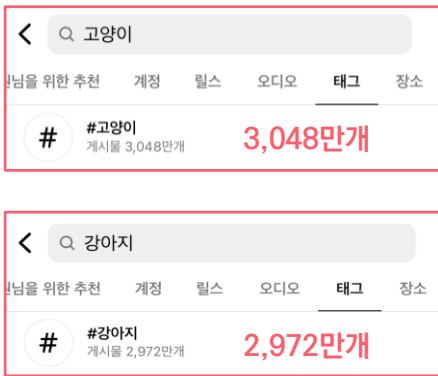 고양이
님을 위한 추천 계정 릴스 오디오 태그 장소
#
#고양이
게시물 3,048만개
3,048만개
강아지
님을 위한 추천 계정 릴스 오디오 태그 장소
#
#강아지
게시물 2,972만개
2,972만개